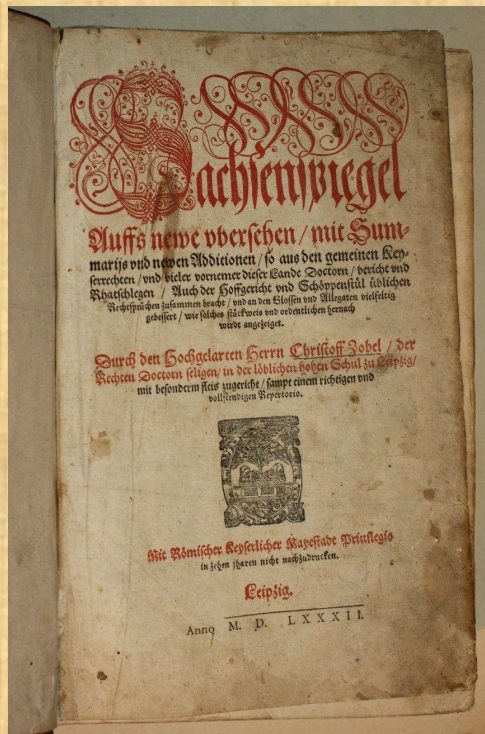 Sachsenspiegel
Auffs newe vbersehen / mit Sum-
marijs vnd newen Additionen / so aus den gemeinen Key-
serrechten / vnd vieler vornemer dieser Lande Doctorn / bericht vnd
Rhatschlegen / Auch der Hoffgericht vnd Schöppenstül üblichen
Rechtsprüchen zusammen bracht / vnd an den Glossen vnd Allegaten vielfeltig
gebessert / wie solches stückweis vnd ordentlichen hernach
wirdt angezeiget.
Durch den Hochgelarten Herrn Christoff Zobel / der
Rechten Doctorn seligen / in der löblichen hohen Schul zu Leipzig /
mit besonderm fleis zugericht / sampt einem richtigen vnd
vollstendigen Repertorio.
Mit Römischer Keyserlicher Mayestadt Priuilegio
in zehen jharen nicht nachzudrucken.
Leipzig.
Anno M. D. LXXXII.